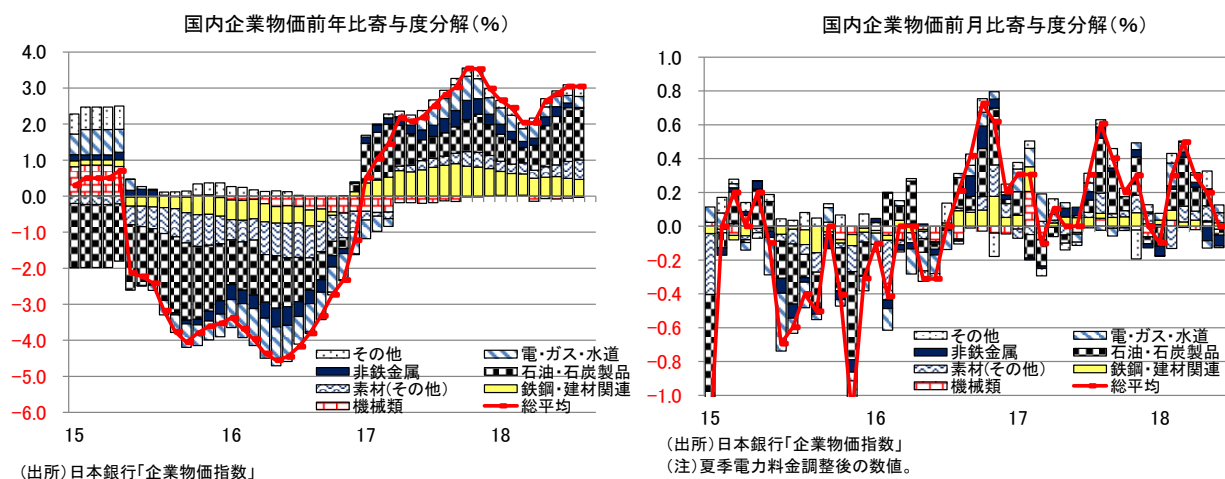 国内企業物価前年比寄与度分解(%)
4.0
3.0
2.0
1.0
0.0
-1.0
-2.0
-3.0
-4.0
-5.0
-6.0
その他
電・ガス・水道
非鉄金属
石油・石炭製品
素材(その他)
鉄鋼・建材関連
機械類
総平均
15
16
17
18
(出所)日本銀行「企業物価指数」
国内企業物価前月比寄与度分解(%)
1.0
0.8
0.6
0.4
0.2
0.0
-0.2
-0.4
-0.6
-0.8
-1.0
その他
電・ガス・水道
非鉄金属
石油・石炭製品
素材(その他)
鉄鋼・建材関連
機械類
総平均
15
16
17
18
(出所)日本銀行「企業物価指数」
(注)夏季電力料金調整後の数値。